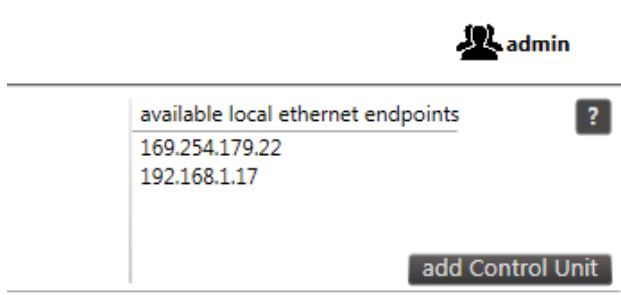 admin
available local ethernet endpoints
?
169.254.179.22
192.168.1.17
add Control Unit